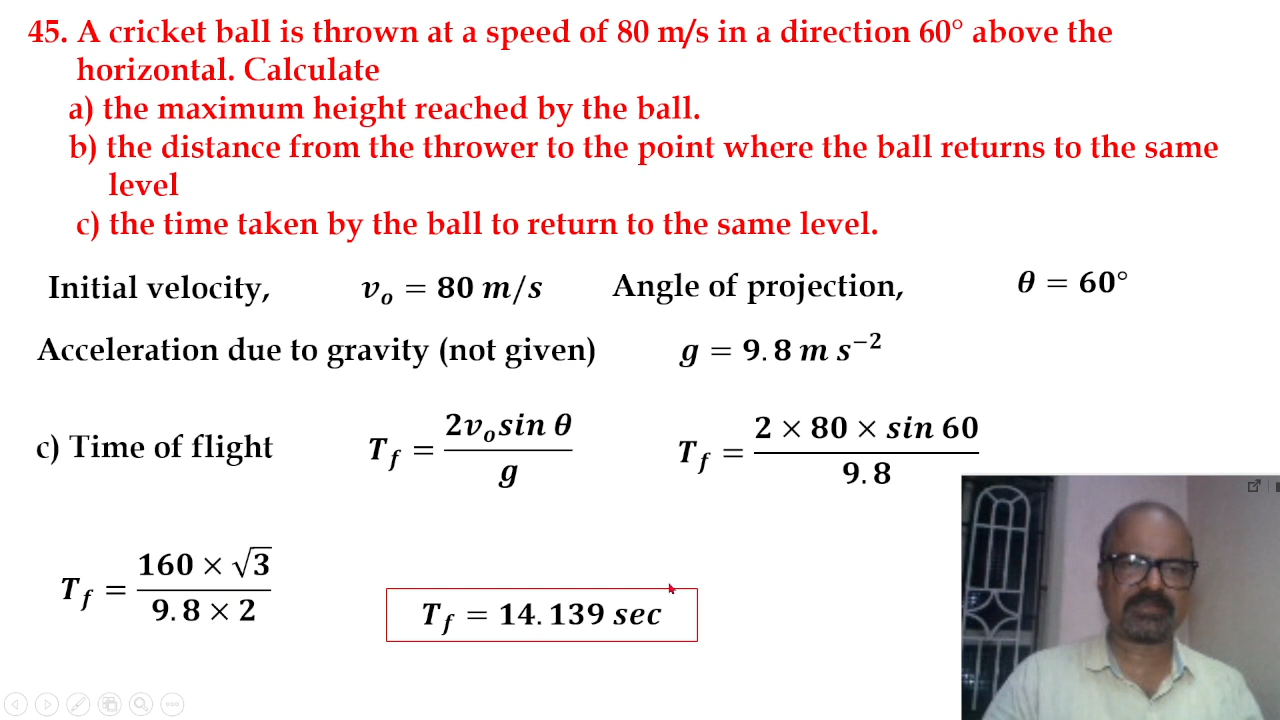 45. A cricket ball is thrown at a speed of 80 m/s in a direction 60° above the
horizontal. Calculate
a) the maximum height reached by the ball.
b) the distance from the thrower to the point where the ball returns to the same
level
c) the time taken by the ball to return to the same level.
Initial velocity, v₀ = 80 m/s Angle of projection, θ = 60°
Acceleration due to gravity (not given) g = 9.8 m s⁻²
c) Time of flight T_f = 2v₀sin θ / g T_f = 2 × 80 × sin 60 / 9.8
T_f = 160 × √3 / 9.8 × 2 T_f = 14.139 sec